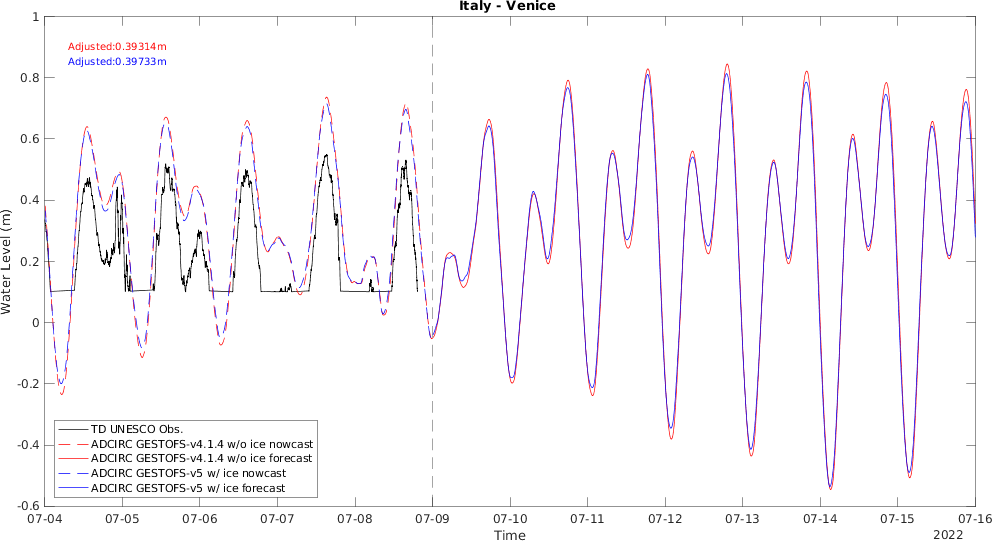 Italy - Venice
Adjusted:0.39314m
Adjusted:0.39733m
1
0.8
0.6
0.4
0.2
0
-0.2
-0.4
-0.6
Water Level (m)
TD UNESCO Obs.
ADCIRC GESTOFS-v4.1.4 w/o ice nowcast
ADCIRC GESTOFS-v4.1.4 w/o ice forecast
ADCIRC GESTOFS-v5 w/ ice nowcast
ADCIRC GESTOFS-v5 w/ ice forecast
07-04 07-05 07-06 07-07 07-08 07-09 07-10 07-11 07-12 07-13 07-14 07-15 07-16
Time
2022